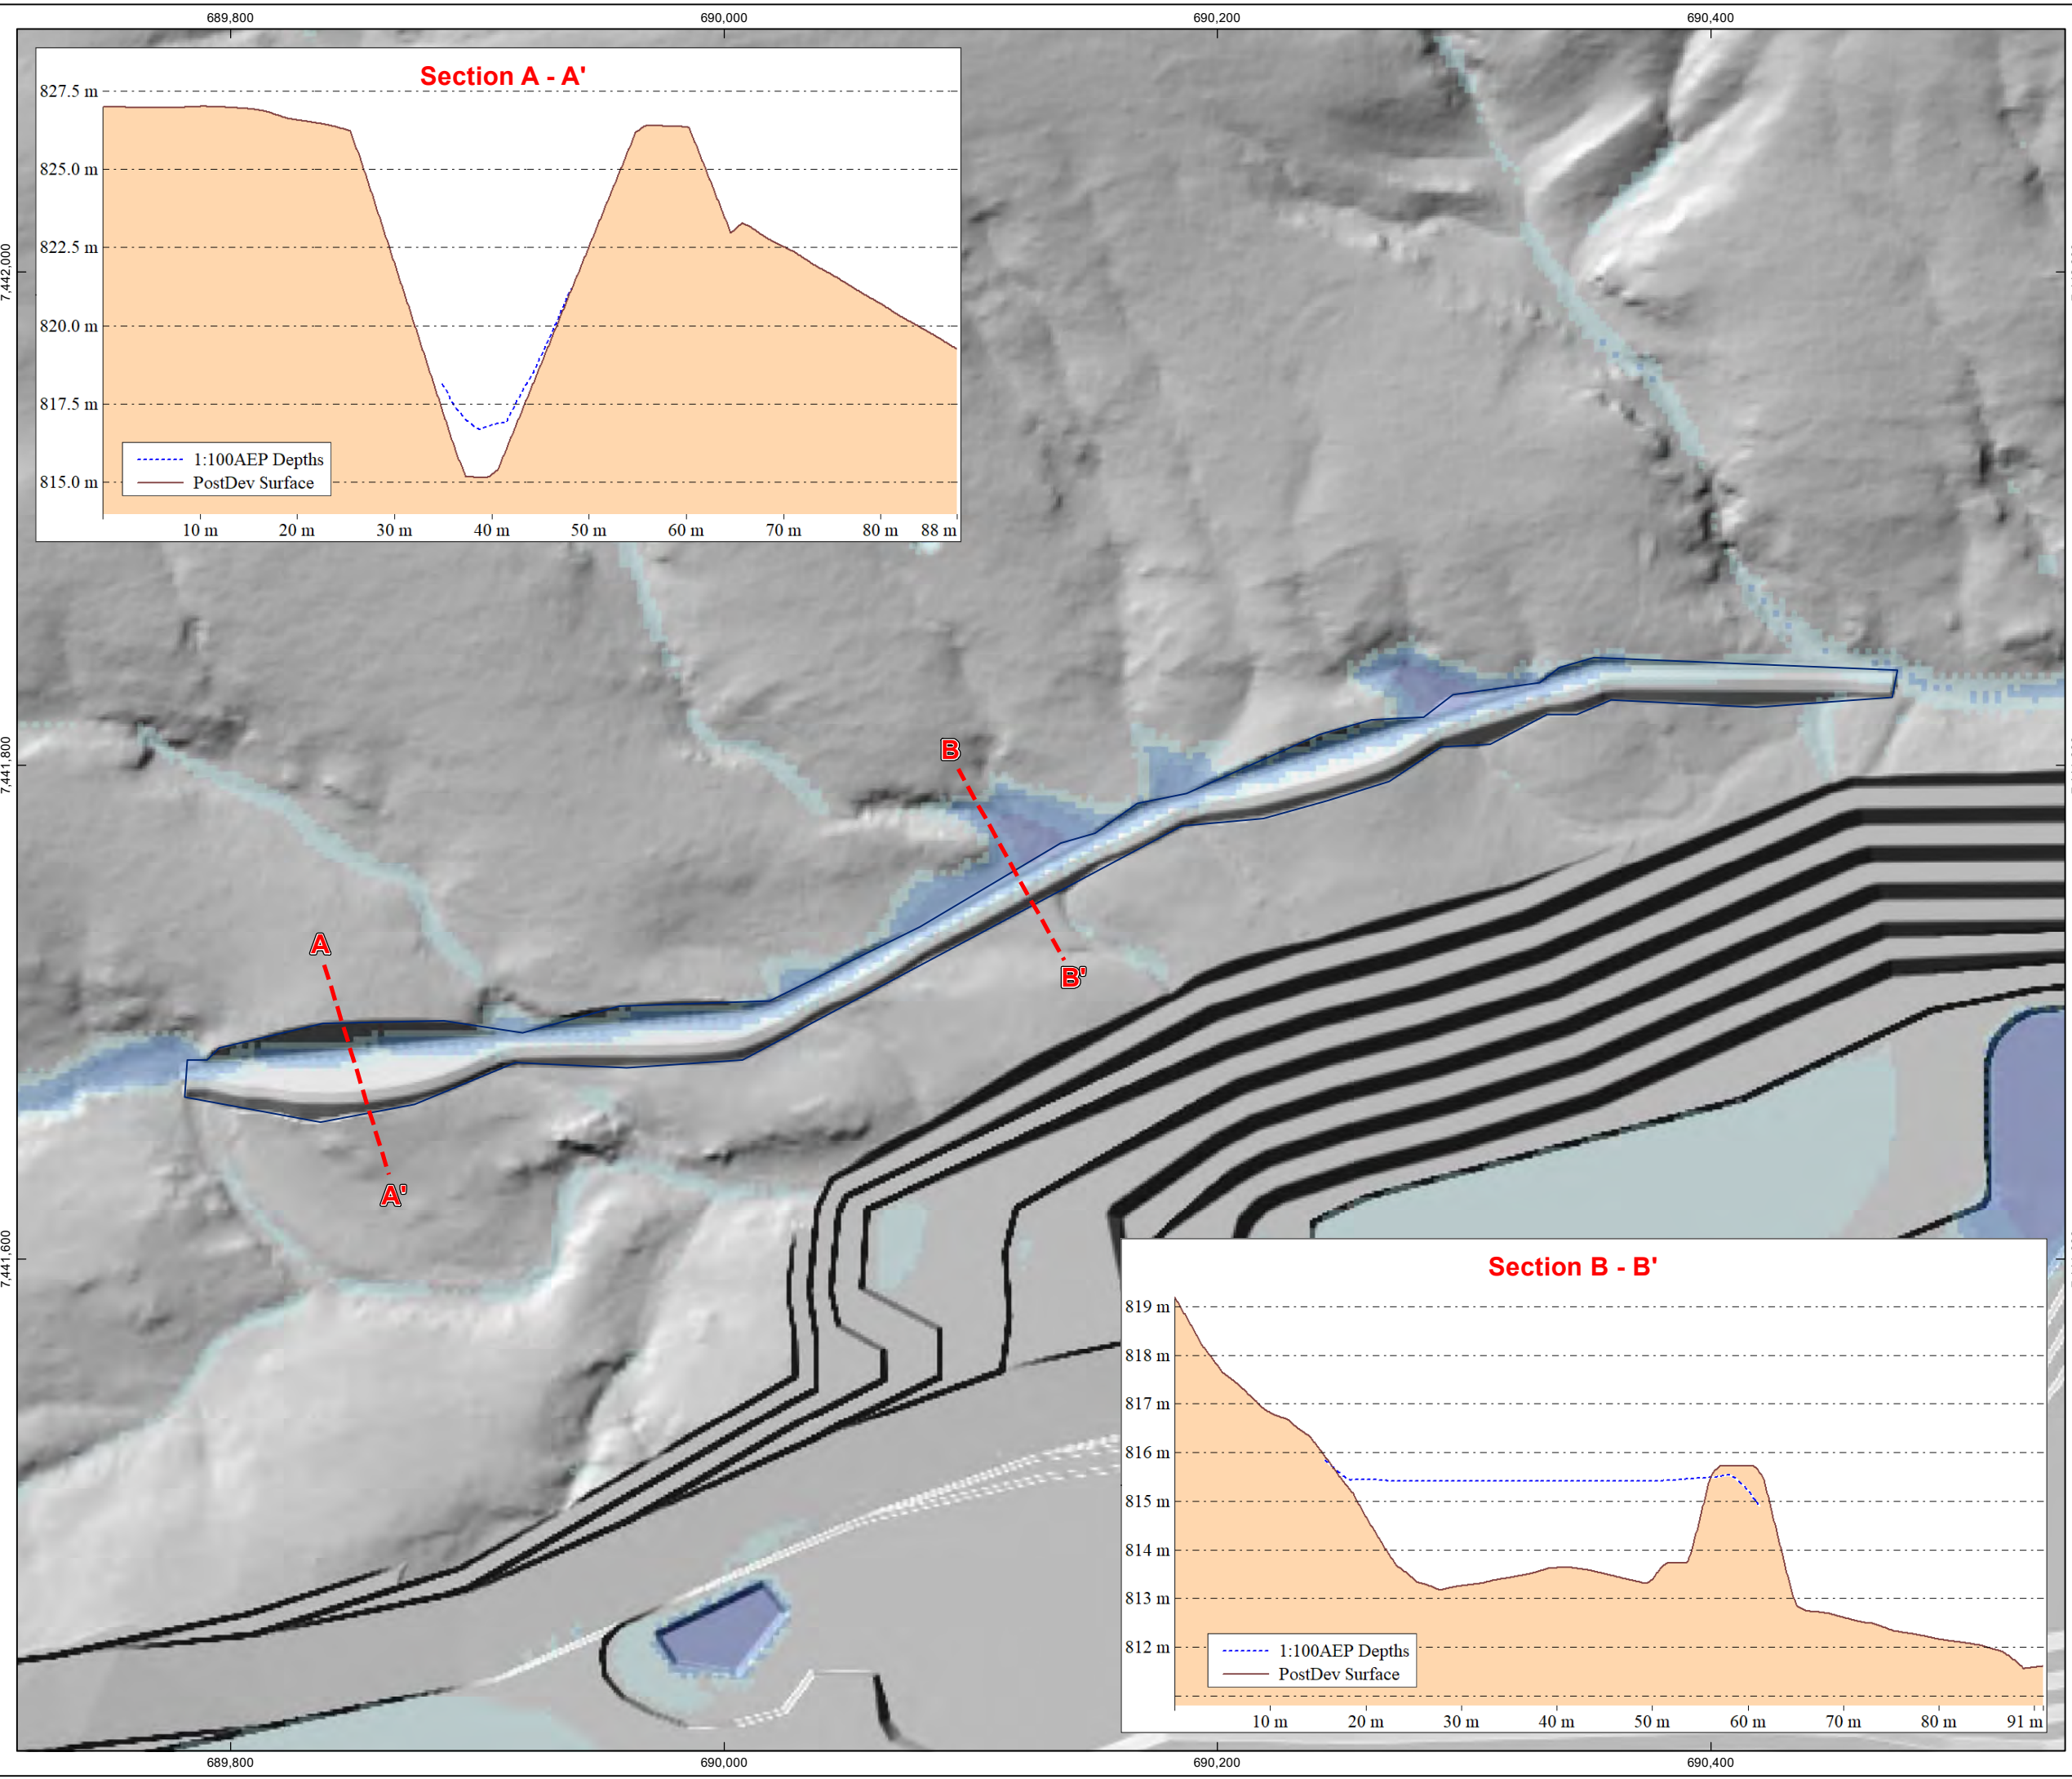 689,800 690,000 690,200 690,400
Section A - A'
827.5 m
825.0 m
822.5 m
820.0 m
817.5 m
815.0 m
1:100AEP Depths
PostDev Surface
10 m 20 m 30 m 40 m 50 m 60 m 70 m 80 m 88 m
7,442,000
7,441,800
7,441,600
B
A
B'
A'
Section B - B'
819 m
818 m
817 m
816 m
815 m
814 m
813 m
812 m
1:100AEP Depths
PostDev Surface
10 m 20 m 30 m 40 m 50 m 60 m 70 m 80 m 91 m
689,800 690,000 690,200 690,400